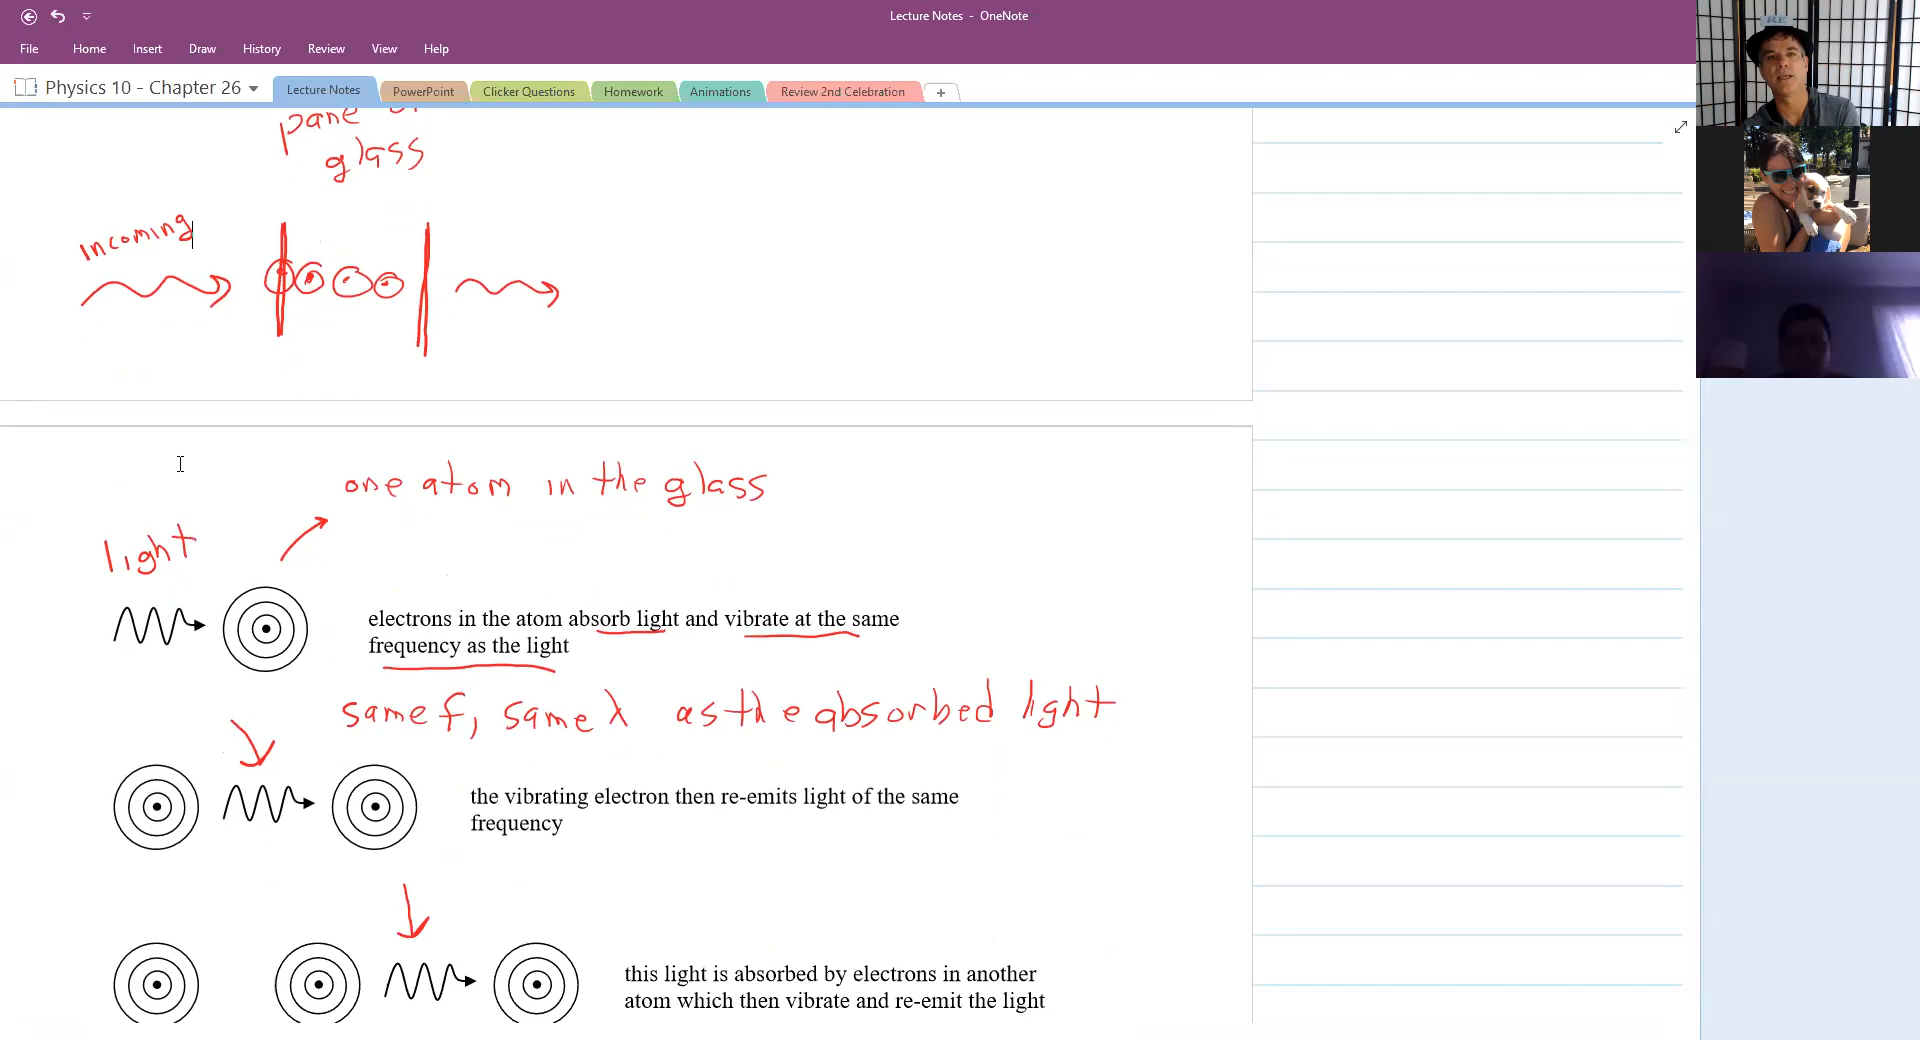 Lecture Notes - OneNote
File Home Insert Draw History Review View Help
Physics 10 - Chapter 26 Lecture Notes PowerPoint Clicker Questions Homework Animations Review 2nd Celebration
RE
pane
glass
incoming
one atom in the glass
light
electrons in the atom absorb light and vibrate at the same
frequency as the light
same f, same λ as the absorbed light
the vibrating electron then re-emits light of the same
frequency
this light is absorbed by electrons in another
atom which then vibrate and re-emit the light